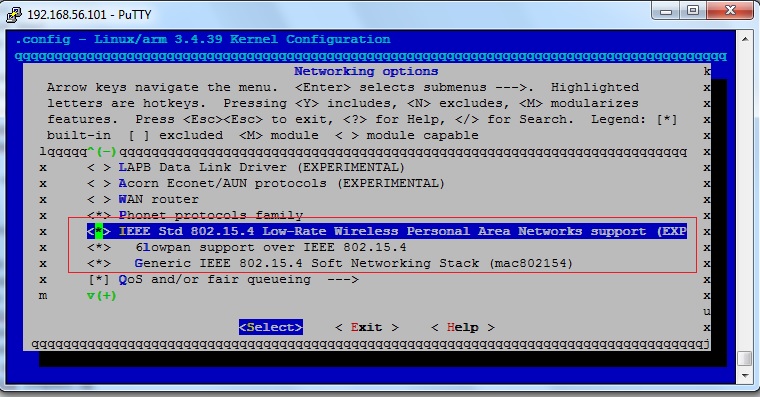 192.168.56.101 - PuTTY
.config - Linux/arm 3.4.39 Kernel Configuration
qqqqqqqqqqqqqqqqqqqqqqqqqqqqqqqqqqqqqqqqqqqqqqqqqqqqqqqqqqqqqqqqqqqqqqqqqqqqqqqqqqqqqqqqq
Networking options k
Arrow keys navigate the menu. <Enter> selects submenus --->. Highlighted x
letters are hotkeys. Pressing <Y> includes, <N> excludes, <M> modularizes x
features. Press <Esc><Esc> to exit, <?> for Help, </> for Search. Legend: [*] x
built-in [ ] excluded <M> module < > module capable x
lqqqqq^(-)qqqqqqqqqqqqqqqqqqqqqqqqqqqqqqqqqqqqqqqqqqqqqqqqqqqqqqqqqqqqqqqqqqqqqqq x
x < > LAPB Data Link Driver (EXPERIMENTAL) x
x < > Acorn Econet/AUN protocols (EXPERIMENTAL) x
x < > WAN router x
x <*> Phonet protocols family x
x <*> IEEE Std 802.15.4 Low-Rate Wireless Personal Area Networks support (EXP x
x <*> 6lowpan support over IEEE 802.15.4 x
x <*> Generic IEEE 802.15.4 Soft Networking Stack (mac802154) x
x [*] QoS and/or fair queueing ---> x
m v(+) x
u
<Select> < Exit > < Help > x
qqqqqqqqqqqqqqqqqqqqqqqqqqqqqqqqqqqqqqqqqqqqqqqqqqqqqqqqqqqqqqqqqqqqqqqqqqqqqqqqqqqqj